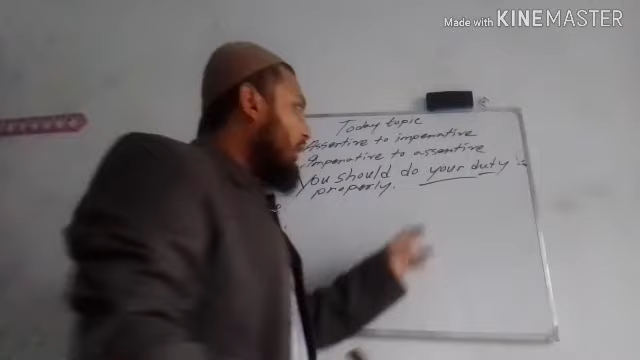 Made with KINEMASTER
Today topic
Assertive to imperative
Imperative to assertive
You should do your duty
properly.